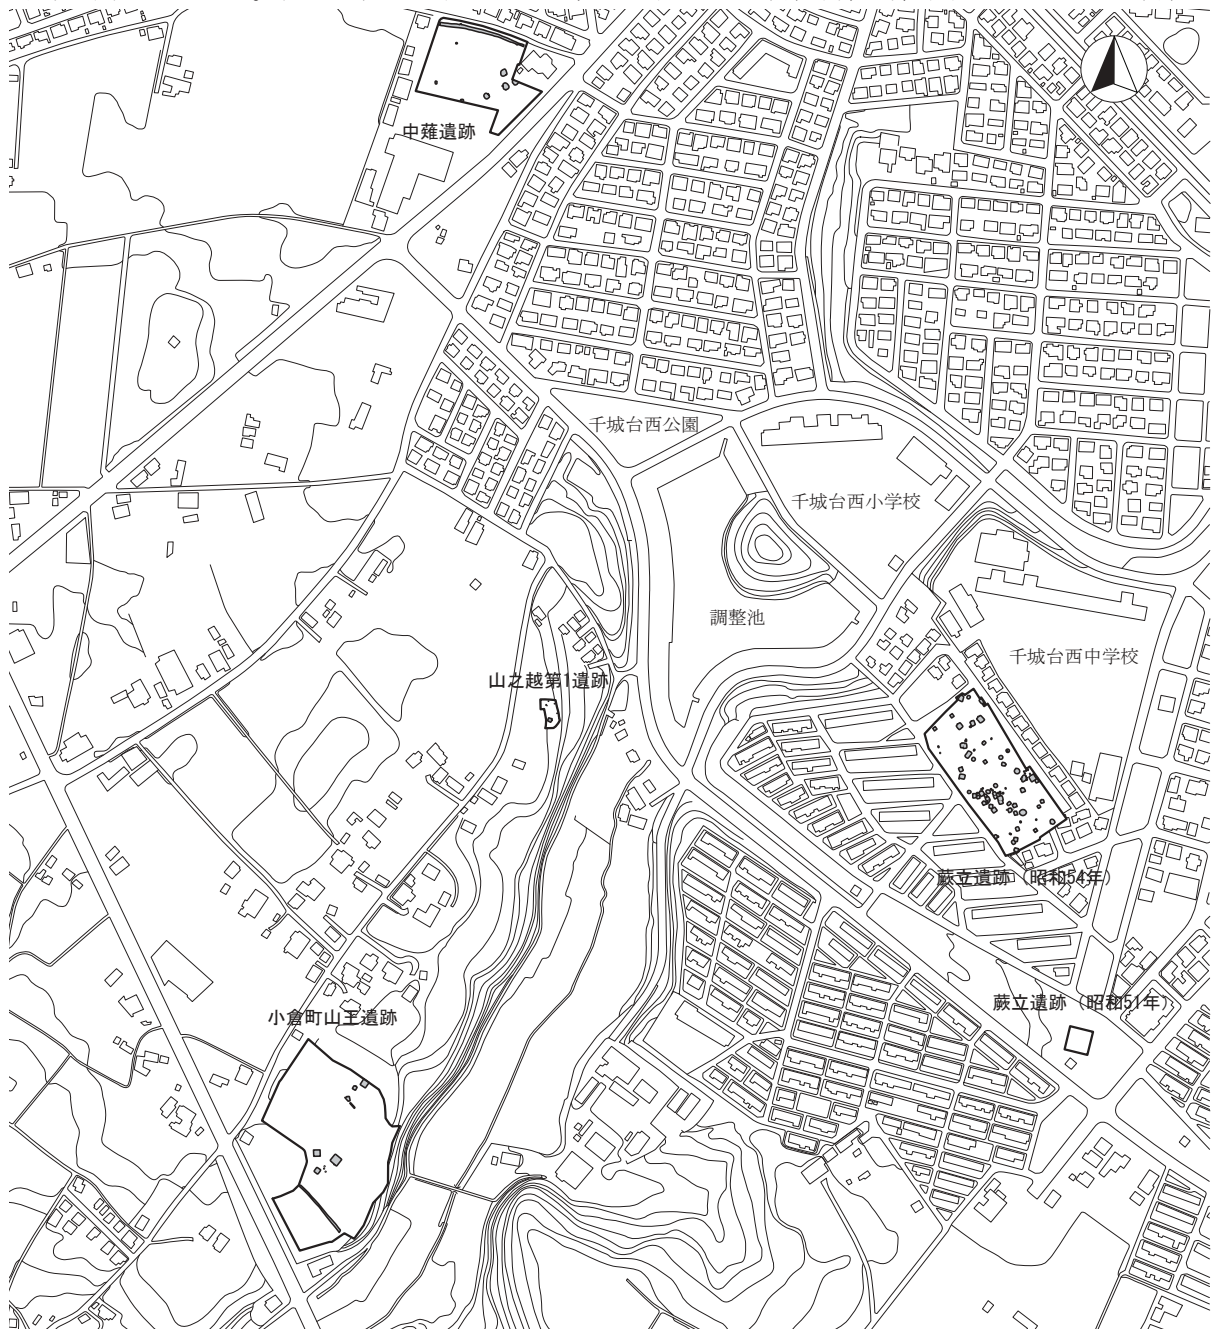 中薙遺跡
千城台西公園
千城台西小学校
調整池
千城台西中学校
山之越第1遺跡
蕨立遺跡（昭和54年）
蕨立遺跡（昭和51年）
小倉町山王遺跡